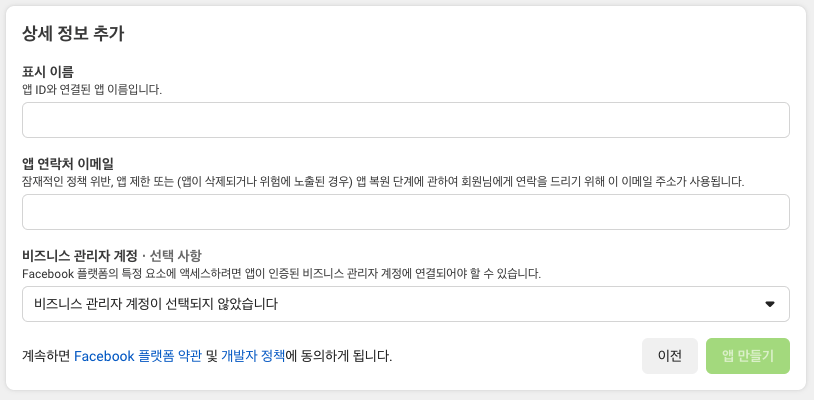 상세 정보 추가
표시 이름
앱 ID와 연결된 앱 이름입니다.
앱 연락처 이메일
잠재적인 정책 위반, 앱 제한 또는 (앱이 삭제되거나 위험에 노출된 경우) 앱 복원 단계에 관하여 회원님에게 연락을 드리기 위해 이 이메일 주소가 사용됩니다.
비즈니스 관리자 계정 · 선택 사항
Facebook 플랫폼의 특정 요소에 액세스하려면 앱이 인증된 비즈니스 관리자 계정에 연결되어야 할 수 있습니다.
비즈니스 관리자 계정이 선택되지 않았습니다
계속하면 Facebook 플랫폼 약관 및 개발자 정책에 동의하게 됩니다. 이전 앱 만들기